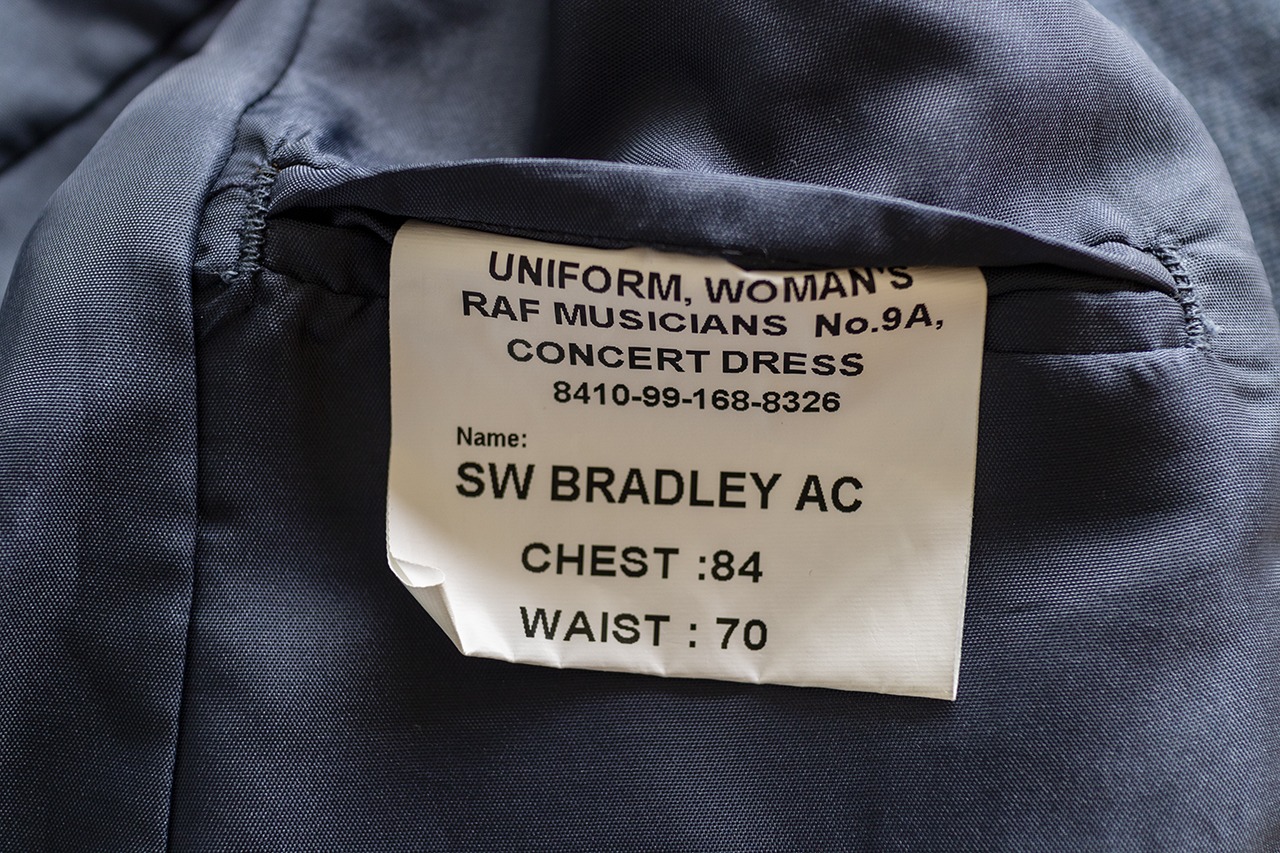 UNIFORM, WOMAN'S
RAF MUSICIANS No.9A,
CONCERT DRESS
8410-99-168-8326
Name:
SW BRADLEY AC
CHEST :84
WAIST : 70